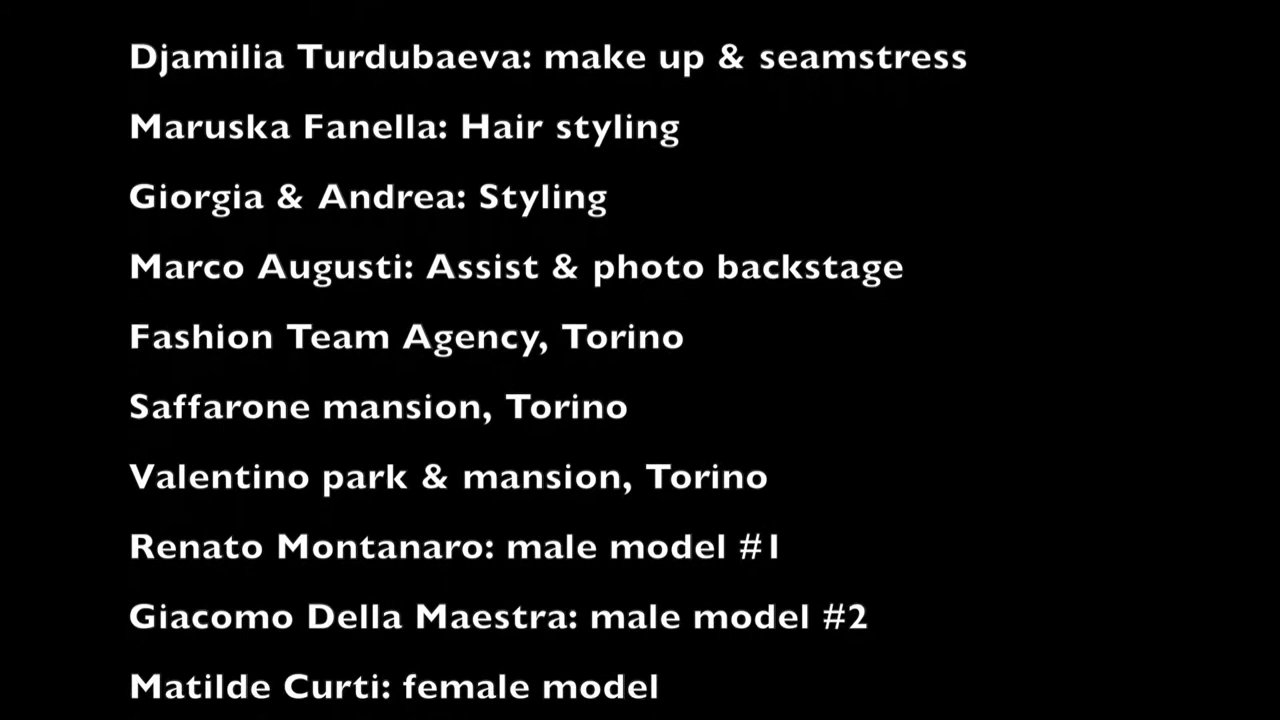 Djamilia Turdubaeva: make up & seamstress
Maruska Fanella: Hair styling
Giorgia & Andrea: Styling
Marco Augusti: Assist & photo backstage
Fashion Team Agency, Torino
Saffarone mansion, Torino
Valentino park & mansion, Torino
Renato Montanaro: male model #1
Giacomo Della Maestra: male model #2
Matilde Curti: female model